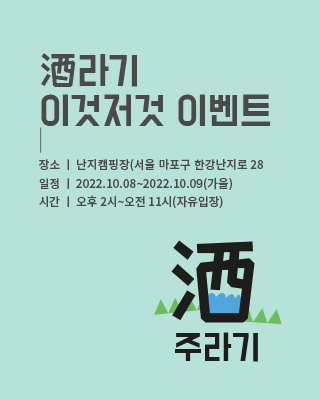 酒라기
이것저것 이벤트
장소 | 난지캠핑장(서울 마포구 한강난지로 28
일정 | 2022.10.08~2022.10.09(가을)
시간 | 오후 2시~오전 11시(자유입장)
酒
주라기